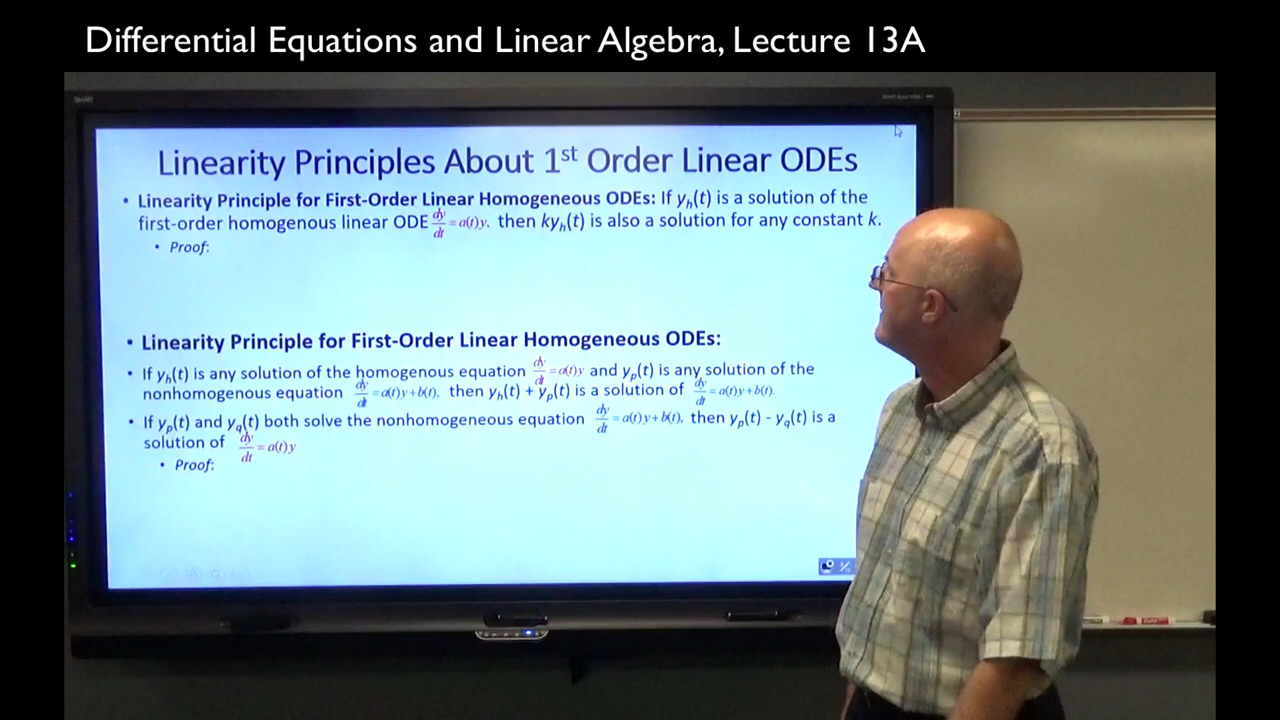 Differential Equations and Linear Algebra, Lecture 13A
SMART
Linearity Principles About 1st Order Linear ODEs
• Linearity Principle for First-Order Linear Homogeneous ODEs: If yh(t) is a solution of the
first-order homogenous linear ODE dy/dt = a(t)y, then kyh(t) is also a solution for any constant k.
• Proof:
• Linearity Principle for First-Order Linear Homogeneous ODEs:
• If yh(t) is any solution of the homogenous equation dy/dt = a(t)y and yp(t) is any solution of the
nonhomogenous equation dy/dt = a(t)y+b(t), then yh(t) + yp(t) is a solution of dy/dt = a(t)y+b(t).
• If yp(t) and yq(t) both solve the nonhomogenous equation dy/dt = a(t)y+b(t), then yp(t) - yq(t) is a
solution of dy/dt = a(t)y
• Proof: